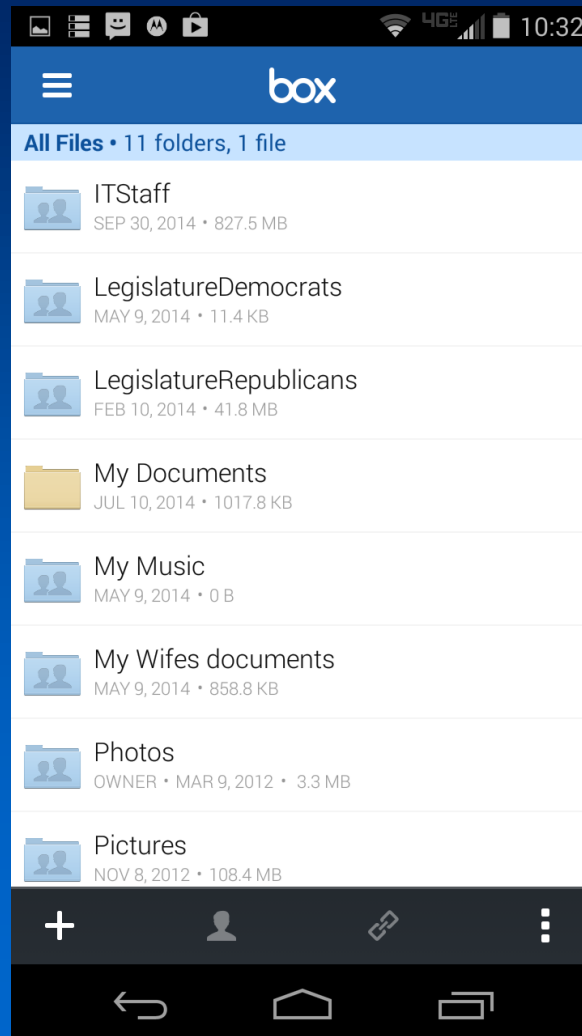 4G LTE 10:32
box
All Files • 11 folders, 1 file
ITStaff
SEP 30, 2014 • 827.5 MB
LegislatureDemocrats
MAY 9, 2014 • 11.4 KB
LegislatureRepublicans
FEB 10, 2014 • 41.8 MB
My Documents
JUL 10, 2014 • 1017.8 KB
My Music
MAY 9, 2014 • 0 B
My Wifes documents
MAY 9, 2014 • 858.8 KB
Photos
OWNER • MAR 9, 2012 • 3.3 MB
Pictures
NOV 8, 2012 • 108.4 MB